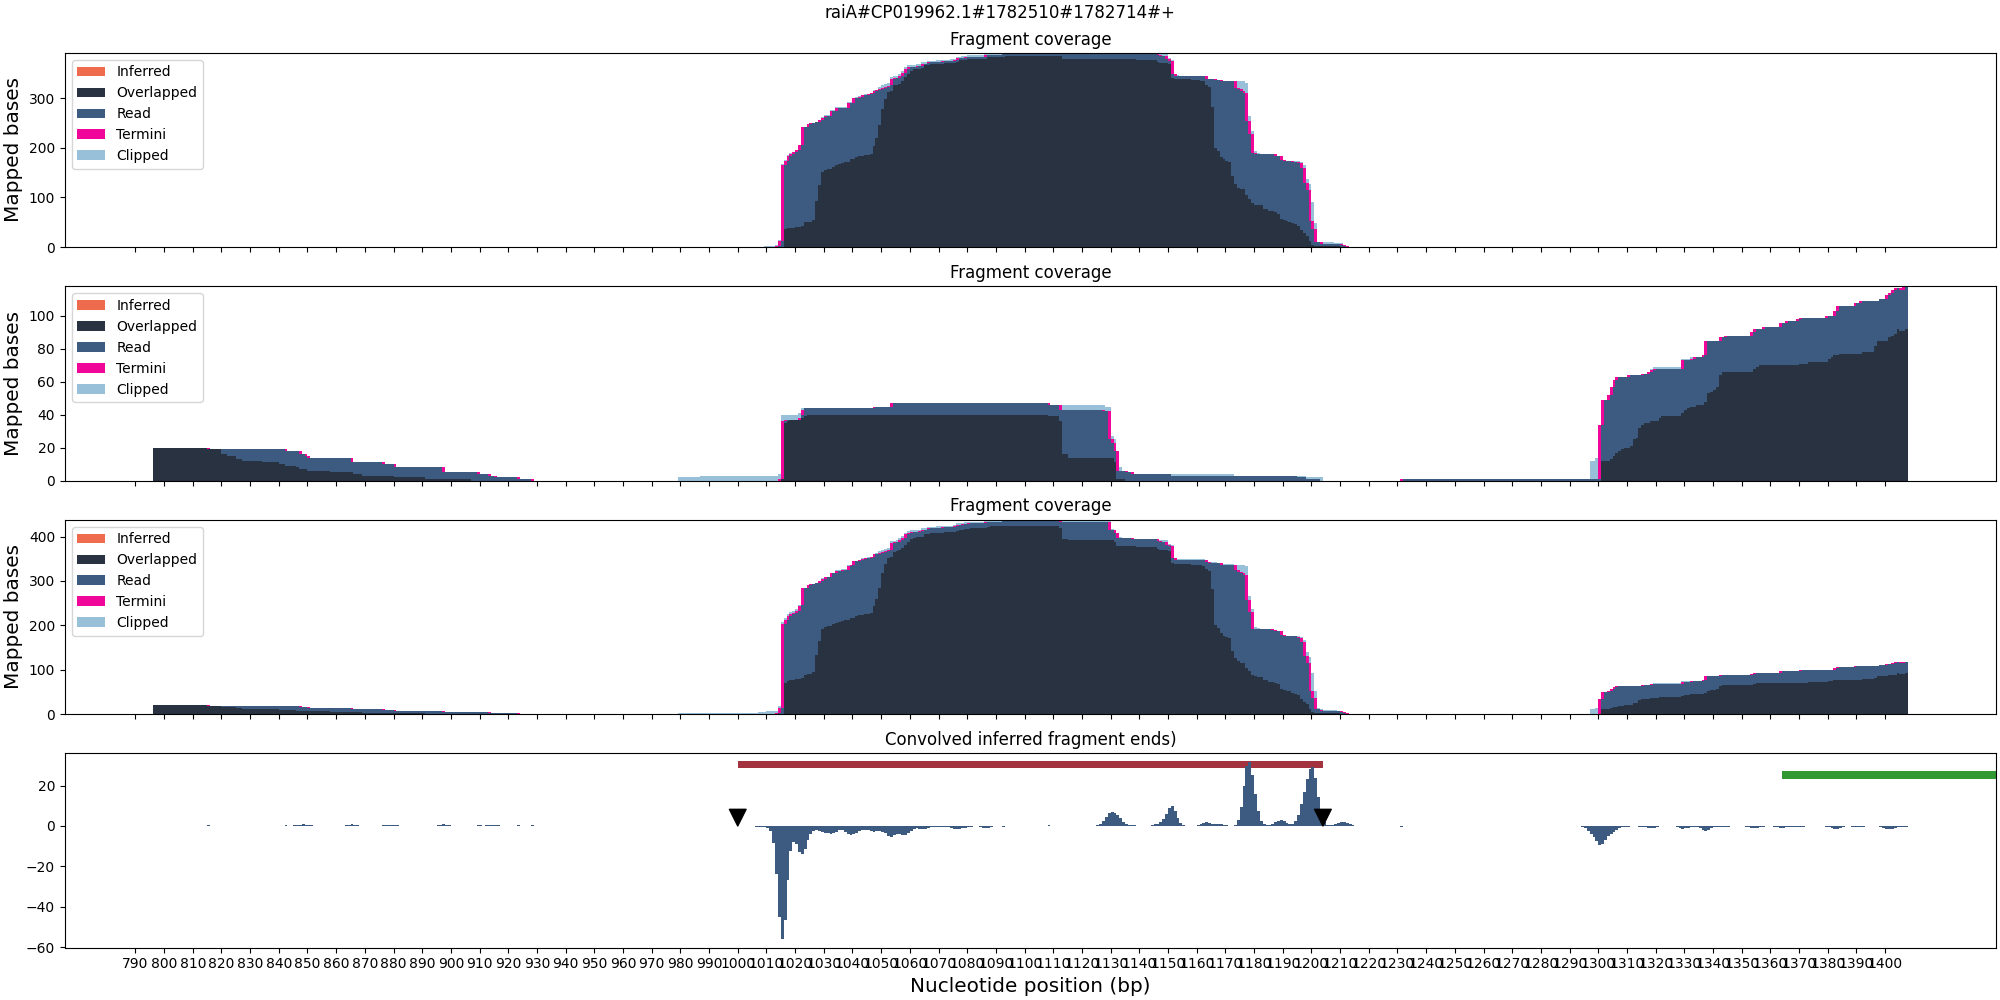 raiA#CP019962.1#1782510#1782714#+
Fragment coverage
Mapped bases
300
200
100
0
Inferred
Overlapped
Read
Termini
Clipped
Fragment coverage
Mapped bases
100
80
60
40
20
0
Inferred
Overlapped
Read
Termini
Clipped
Fragment coverage
Mapped bases
400
300
200
100
0
Inferred
Overlapped
Read
Termini
Clipped
Convolved inferred fragment ends)
20
0
−20
−40
−60
790 800 810 820 830 840 850 860 870 880 890 900 910 920 930 940 950 960 970 980 990 1000 1010 1020 1030 1040 1050 1060 1070 1080 1090 1100 1110 1120 1130 1140 1150 1160 1170 1180 1190 1200 1210 1220 1230 1240 1250 1260 1270 1280 1290 1300 1310 1320 1330 1340 1350 1360 1370 1380 1390 1400
Nucleotide position (bp)